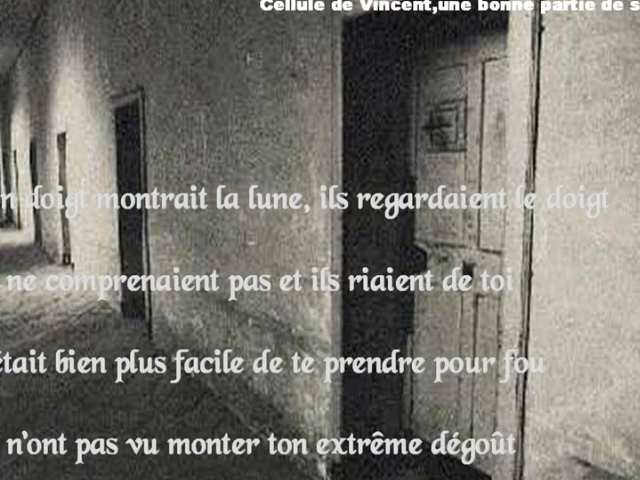 Cellule de Vincent,une bonne partie de s
n doigt montrait la lune, ils regardaient le doigt
ne comprenaient pas et ils riaient de toi
était bien plus facile de te prendre pour fou
n'ont pas vu monter ton extrême dégoût